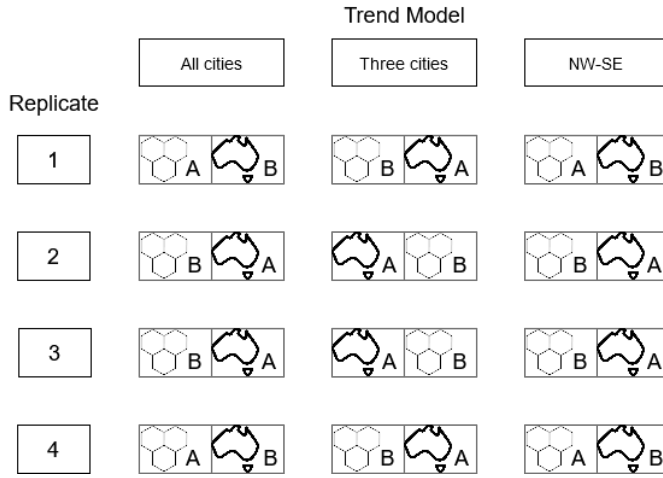 Trend Model
All cities Three cities NW-SE
Replicate
1 A B B A A B
2 B A A B B A
3 B A A B B A
4 A B B A A B